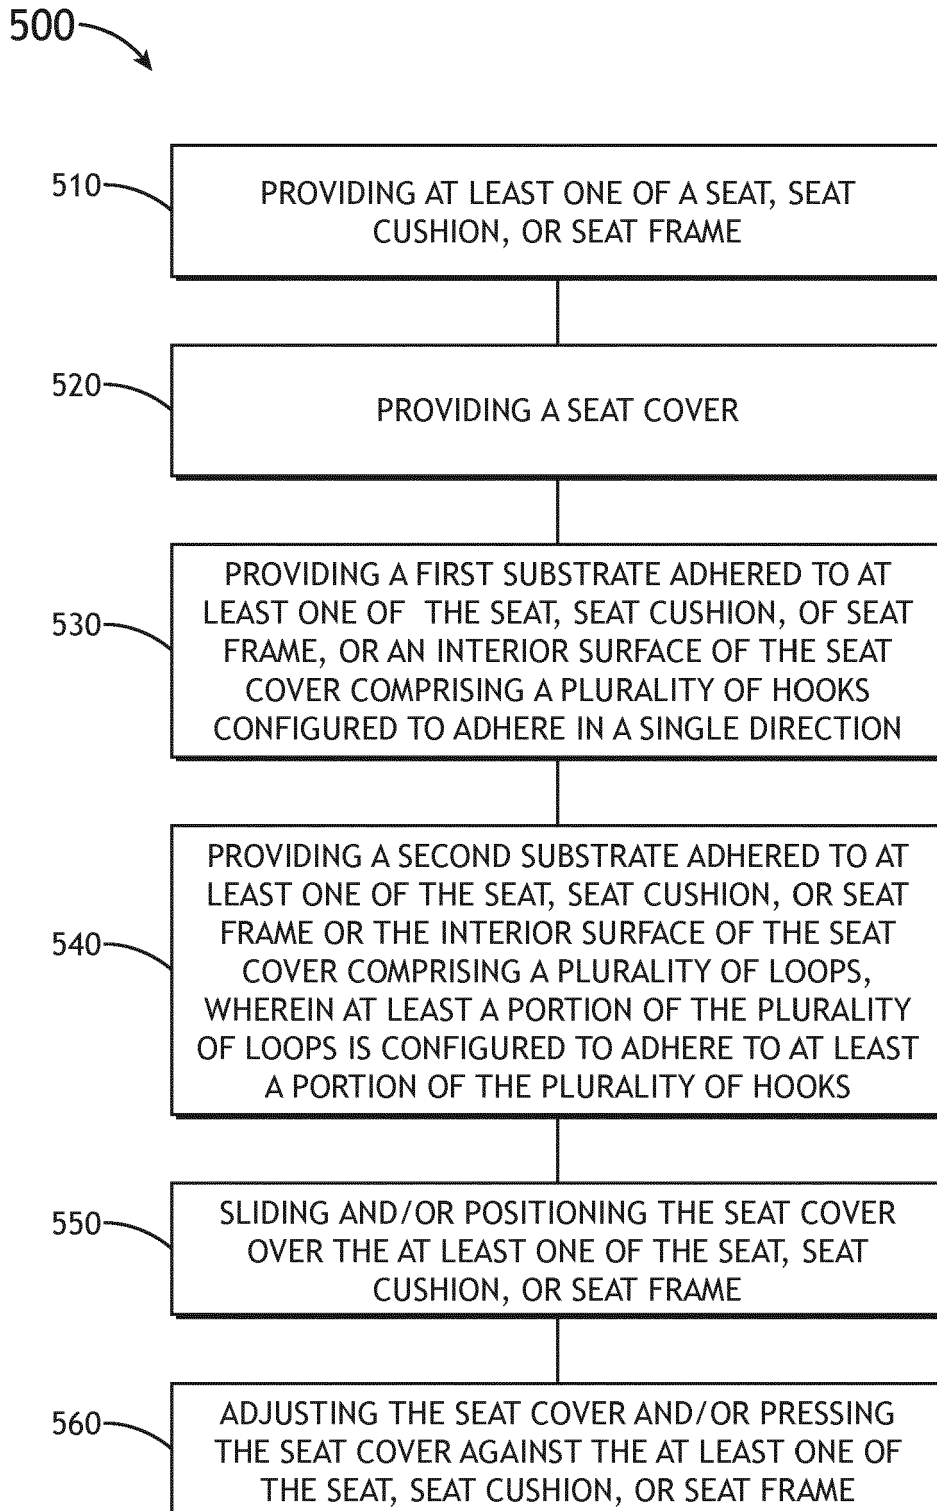 500
510
PROVIDING AT LEAST ONE OF A SEAT, SEAT
CUSHION, OR SEAT FRAME
520
PROVIDING A SEAT COVER
530
PROVIDING A FIRST SUBSTRATE ADHERED TO AT
LEAST ONE OF THE SEAT, SEAT CUSHION, OF SEAT
FRAME, OR AN INTERIOR SURFACE OF THE SEAT
COVER COMPRISING A PLURALITY OF HOOKS
CONFIGURED TO ADHERE IN A SINGLE DIRECTION
540
PROVIDING A SECOND SUBSTRATE ADHERED TO AT
LEAST ONE OF THE SEAT, SEAT CUSHION, OR SEAT
FRAME OR THE INTERIOR SURFACE OF THE SEAT
COVER COMPRISING A PLURALITY OF LOOPS,
WHEREIN AT LEAST A PORTION OF THE PLURALITY
OF LOOPS IS CONFIGURED TO ADHERE TO AT LEAST
A PORTION OF THE PLURALITY OF HOOKS
550
SLIDING AND/OR POSITIONING THE SEAT COVER
OVER THE AT LEAST ONE OF THE SEAT, SEAT
CUSHION, OR SEAT FRAME
560
ADJUSTING THE SEAT COVER AND/OR PRESSING
THE SEAT COVER AGAINST THE AT LEAST ONE OF
THE SEAT, SEAT CUSHION, OR SEAT FRAME